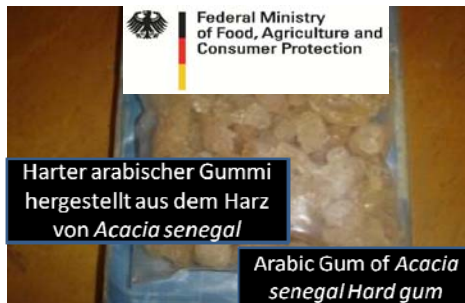 Federal Ministry
of Food, Agriculture and
Consumer Protection
Harter arabischer Gummi
hergestellt aus dem Harz
von Acacia senegal
Arabic Gum of Acacia
senegal Hard gum